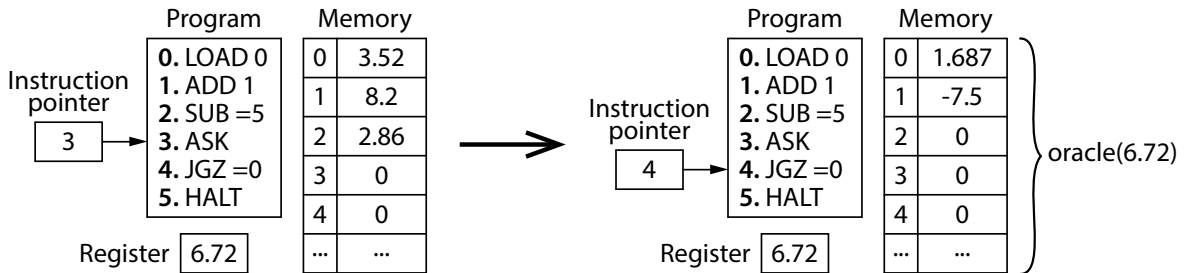 Program
Memory
0. LOAD 0
1. ADD 1
2. SUB =5
3. ASK
4. JGZ =0
5. HALT
Instruction
pointer
3
0 3.52
1 8.2
2 2.86
3 0
4 0
... ...
Register 6.72
Program
Memory
0. LOAD 0
1. ADD 1
2. SUB =5
3. ASK
4. JGZ =0
5. HALT
Instruction
pointer
4
0 1.687
1 -7.5
2 0
3 0
4 0
... ...
Register 6.72
oracle(6.72)